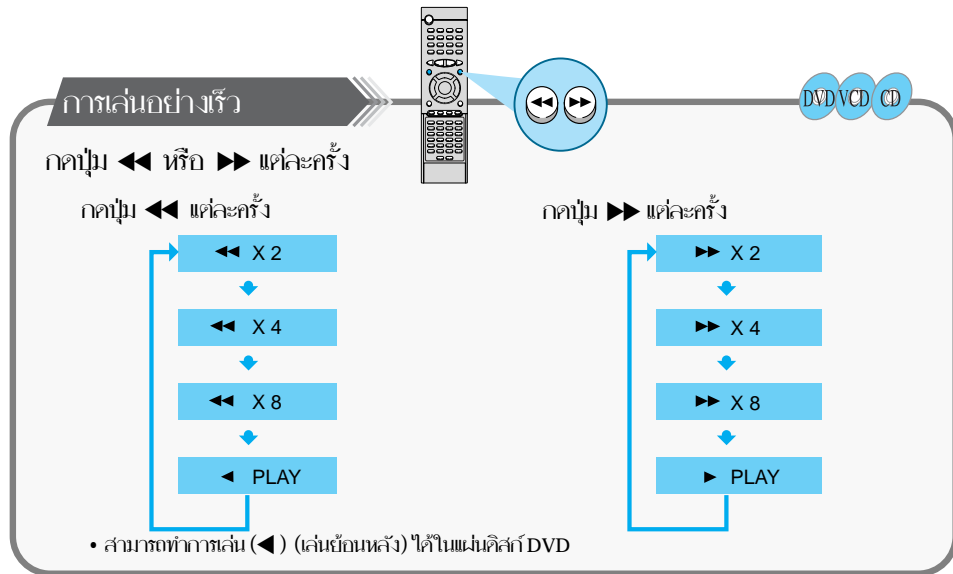 การเล่นอย่างเร็ว
DVD VCD CD
กดปุ่ม ◀◀ หรือ ▶▶ แต่ละครั้ง
กดปุ่ม ◀◀ แต่ละครั้ง
◀◀ X 2
◀◀ X 4
◀◀ X 8
◀ PLAY
กดปุ่ม ▶▶ แต่ละครั้ง
▶▶ X 2
▶▶ X 4
▶▶ X 8
▶ PLAY
• สามารถทำการเล่น (◀) (เล่นย้อนหลัง) ได้ในแผ่นดิสก์ DVD